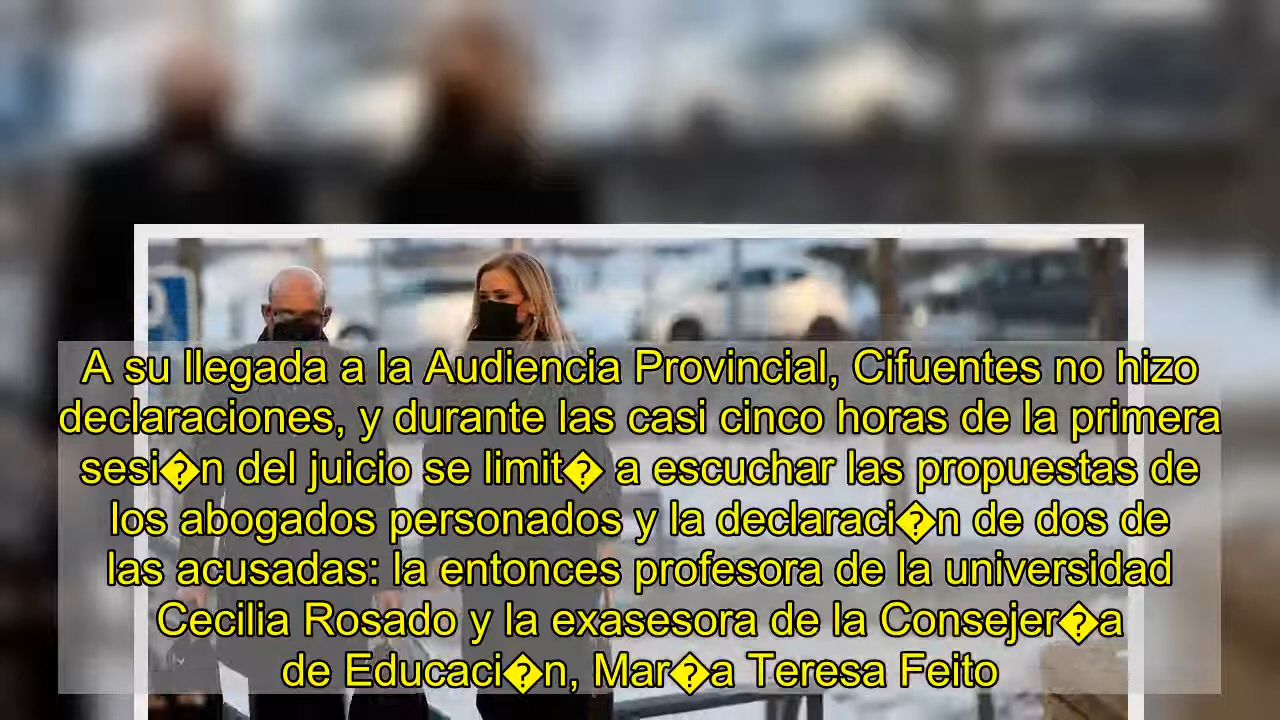 A su llegada a la Audiencia Provincial, Cifuentes no hizo
declaraciones, y durante las casi cinco horas de la primera
sesi�n del juicio se limit� a escuchar las propuestas de
los abogados personados y la declaraci�n de dos de
las acusadas: la entonces profesora de la universidad
Cecilia Rosado y la exasesora de la Consejer�a
de Educaci�n, Mar�a Teresa Feito